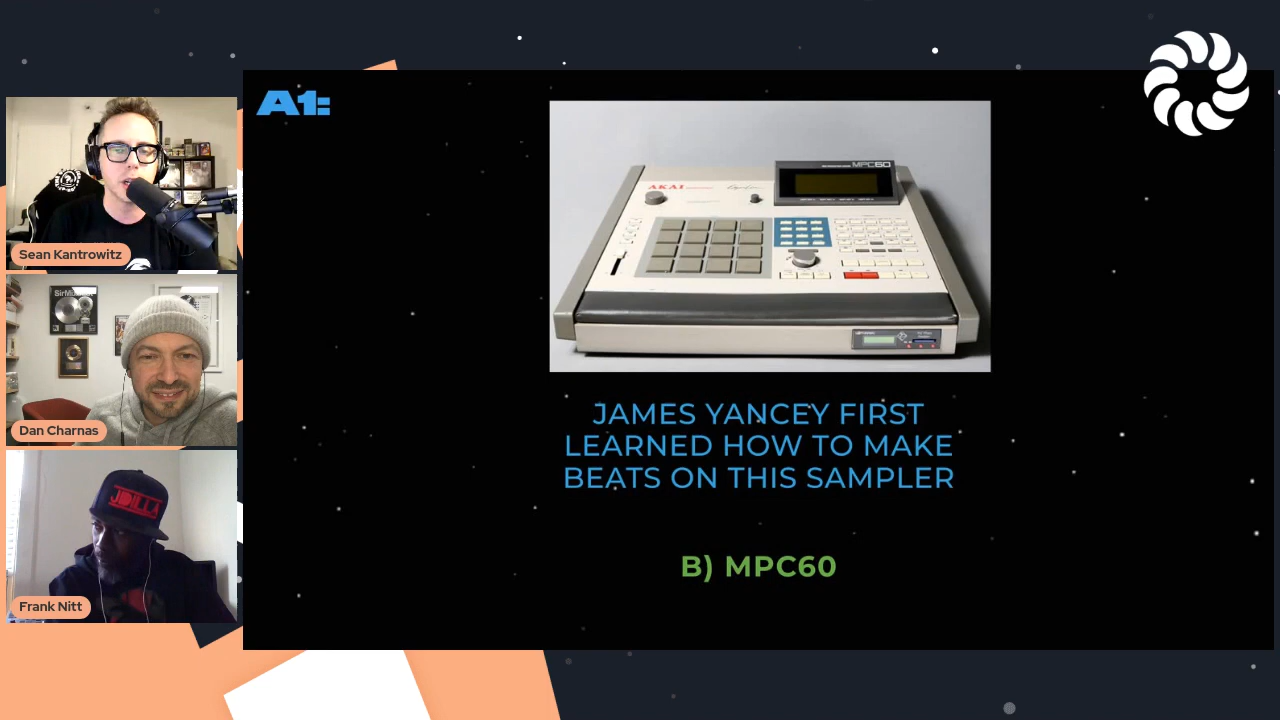 A1:
AKAI
MPC60
JAMES YANCEY FIRST
LEARNED HOW TO MAKE
BEATS ON THIS SAMPLER
B) MPC60
Sean Kantrowitz
Dan Charnas
JDILLA
Frank Nitt